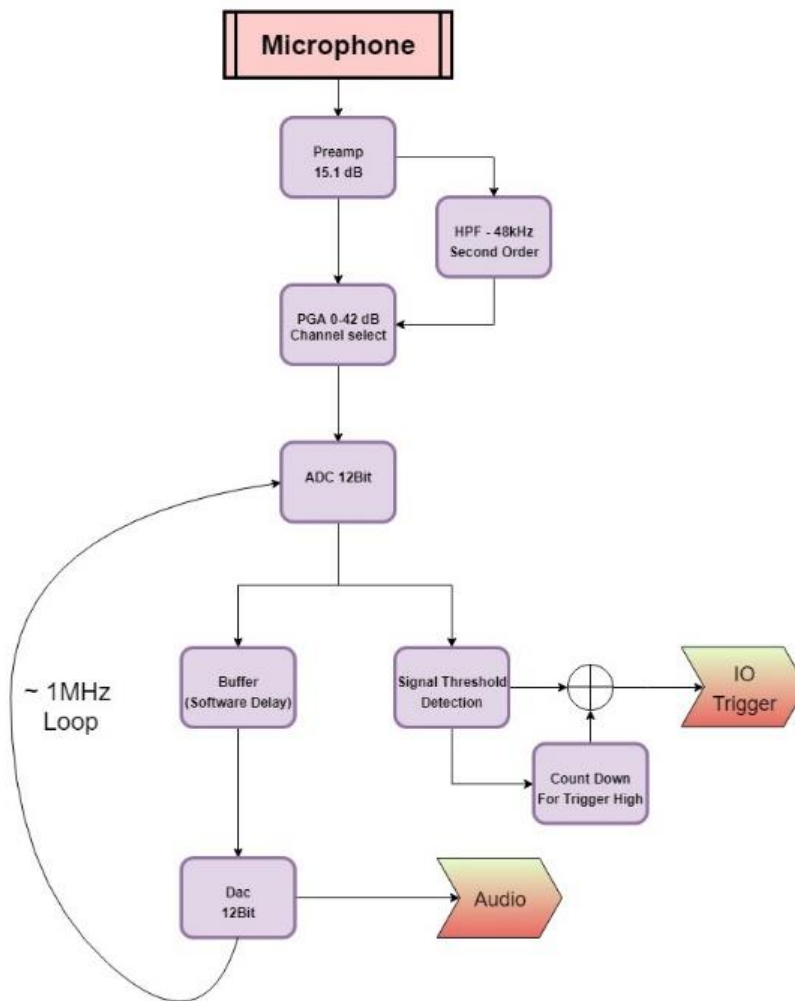 Microphone
Preamp
15.1 dB
HPF - 48kHz
Second Order
PGA 0-42 dB
Channel select
ADC 12Bit
~ 1MHz
Loop
Buffer
(Software Delay)
Signal Threshold
Detection
IO
Trigger
Count Down
For Trigger High
Dac
12Bit
Audio